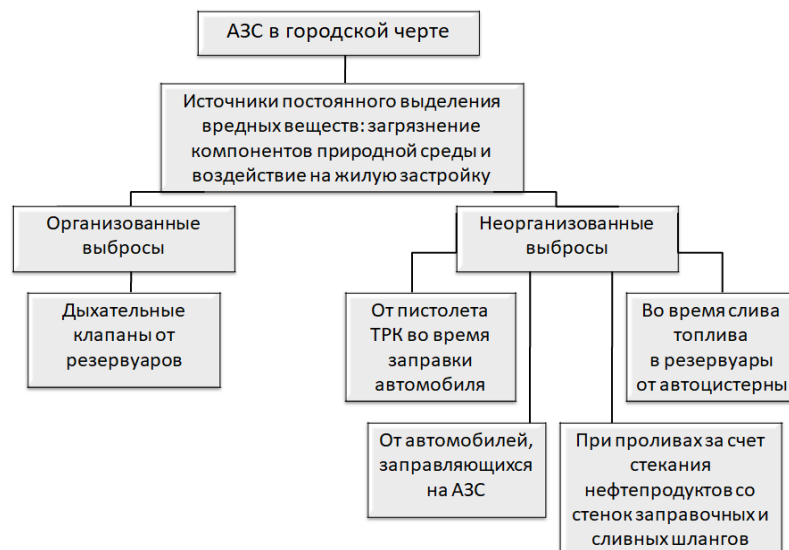 АЗС в городской черте
Источники постоянного выделения
вредных веществ: загрязнение
компонентов природной среды и
воздействие на жилую застройку
Организованные
выбросы
Неорганизованные
выбросы
Дыхательные
клапаны от
резервуаров
От пистолета
ТРК во время
заправки
автомобиля
Во время слива
топлива
в резервуары
от автоцистерны
От автомобилей,
заправляющихся
на АЗС
При проливах за счет
стекания
нефтепродуктов со
стенок заправочных и
сливных шлангов